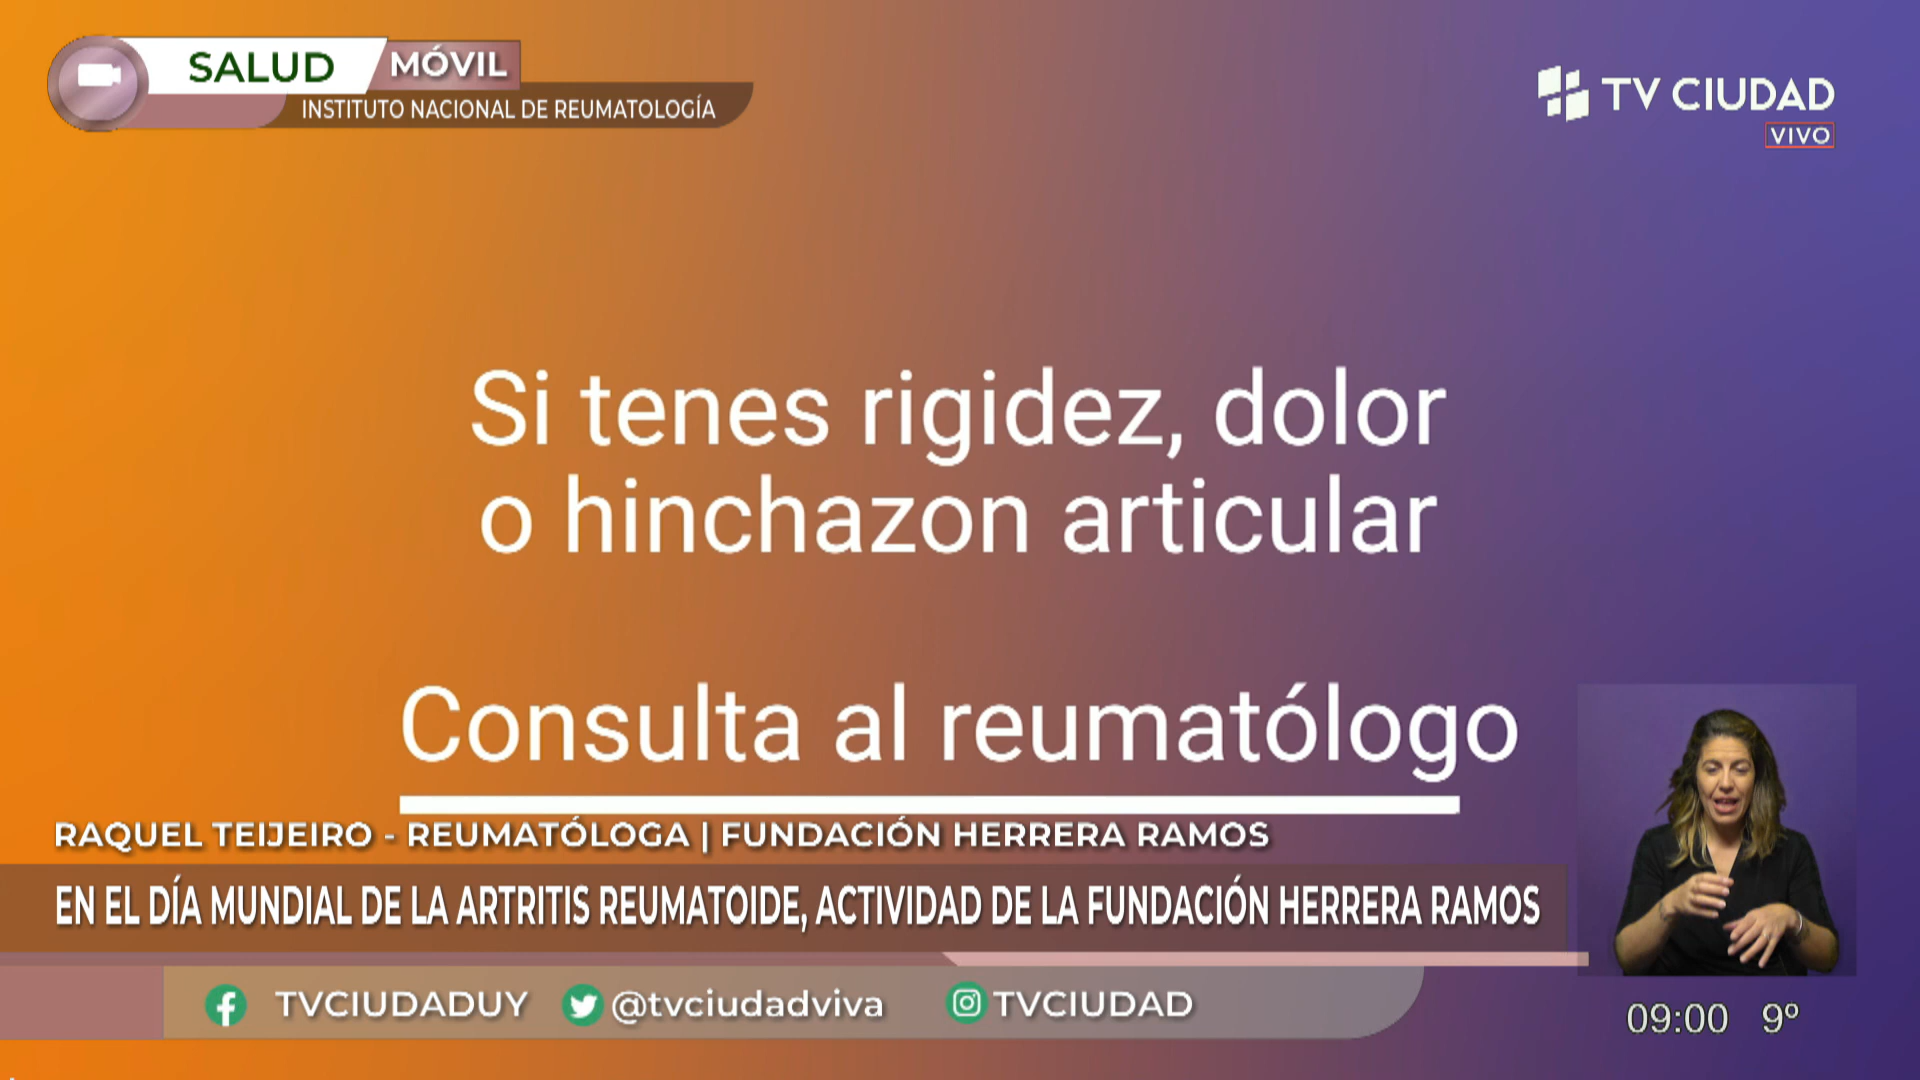 SALUD
MÓVIL
INSTITUTO NACIONAL DE REUMATOLOGÍA
TV CIUDAD
VIVO
Si tenes rigidez, dolor
o hinchazon articular
Consulta al reumatólogo
RAQUEL TEIJEIRO - REUMATÓLOGA | FUNDACIÓN HERRERA RAMOS
EN EL DÍA MUNDIAL DE LA ARTRITIS REUMATOIDE, ACTIVIDAD DE LA FUNDACIÓN HERRERA RAMOS
TVCIUDADUY @tvciudadviva TVCIUDAD
09:00 9º